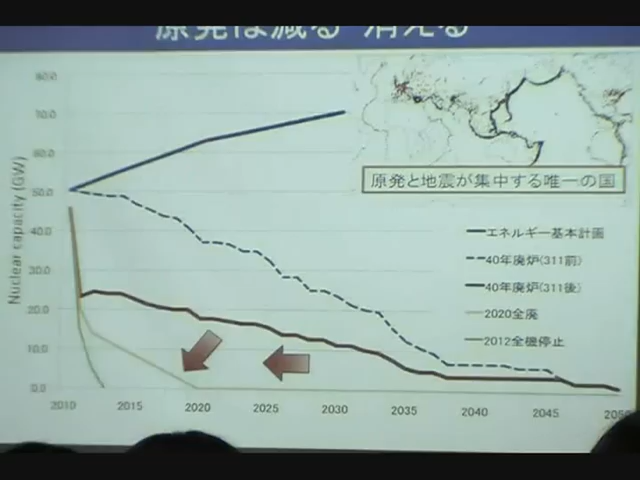 原発は減る 消える
80.0
70.0
60.0
50.0
40.0
30.0
20.0
10.0
0.0
Nuclear capacity (GW)
2010 2015 2020 2025 2030 2035 2040 2045 2050
原発と地震が集中する唯一の国
エネルギー基本計画
40年廃炉(311前)
40年廃炉(311後)
2020全廃
2012全機停止